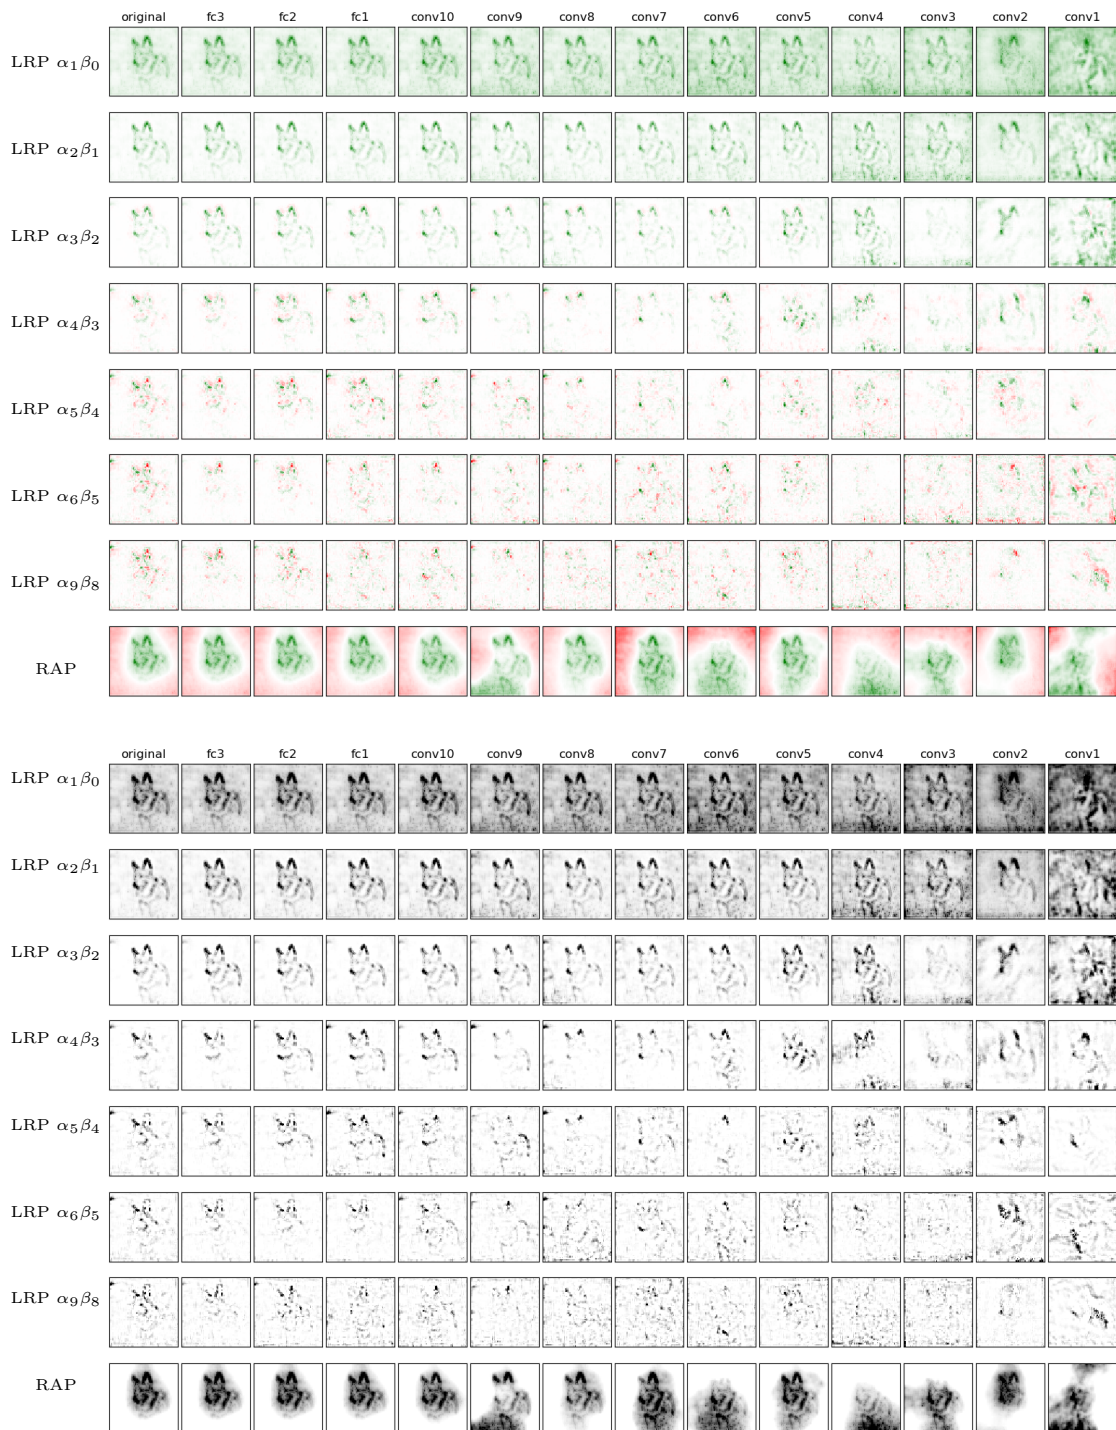 original fc3 fc2 fc1 conv10 conv9 conv8 conv7 conv6 conv5 conv4 conv3 conv2 conv1
LRP α₁β₀
LRP α₂β₁
LRP α₃β₂
LRP α₄β₃
LRP α₅β₄
LRP α₆β₅
LRP α₉β₈
RAP
original fc3 fc2 fc1 conv10 conv9 conv8 conv7 conv6 conv5 conv4 conv3 conv2 conv1
LRP α₁β₀
LRP α₂β₁
LRP α₃β₂
LRP α₄β₃
LRP α₅β₄
LRP α₆β₅
LRP α₉β₈
RAP